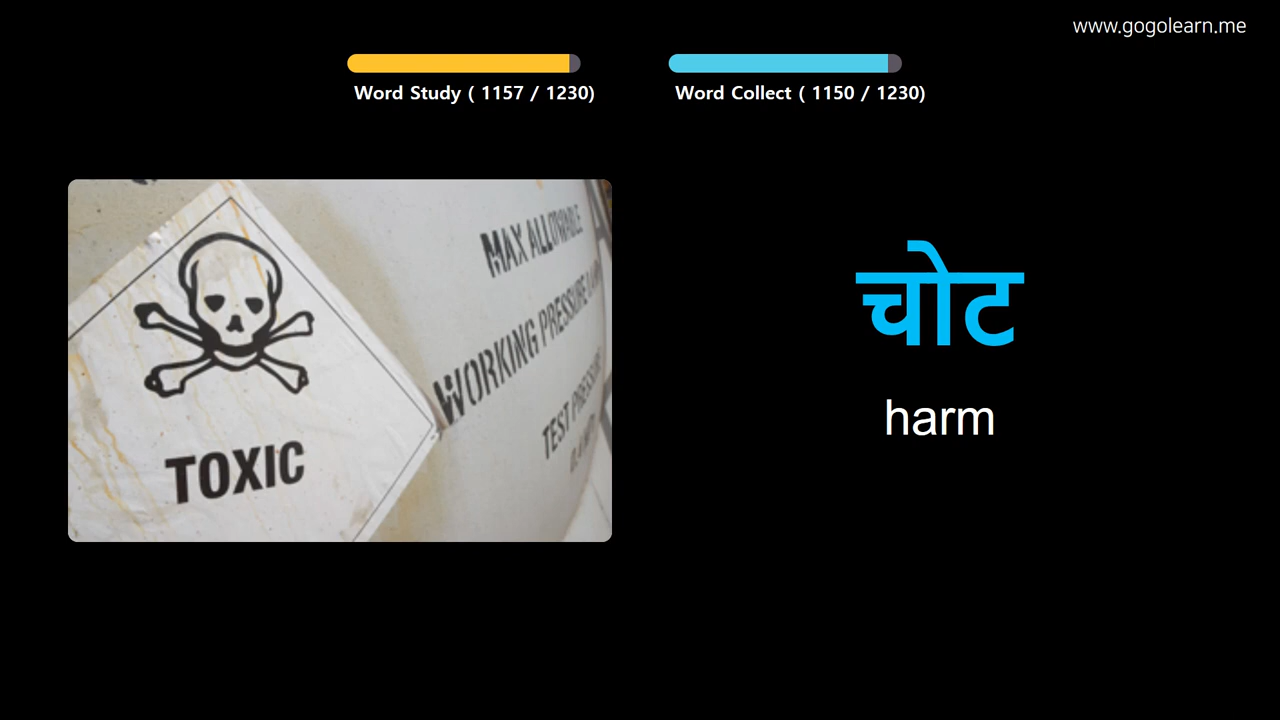 www.gogolearn.me
Word Study ( 1157 / 1230)
Word Collect ( 1150 / 1230)
MAX ALLOWABLE
WORKING PRESSURE
TEST PRESSURE
TOXIC
चोट
harm